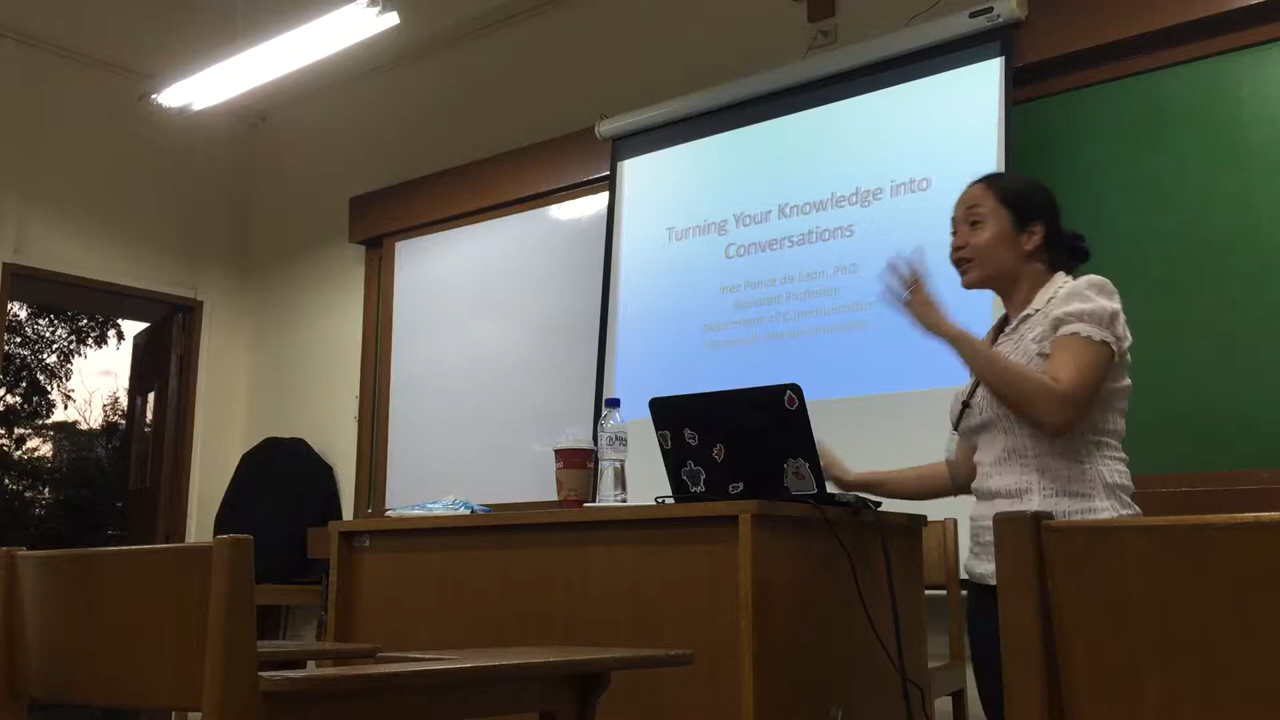 Turning Your Knowledge into
Conversations
Inez Ponce de Leon, PhD
Assistant Professor
Department of Communication